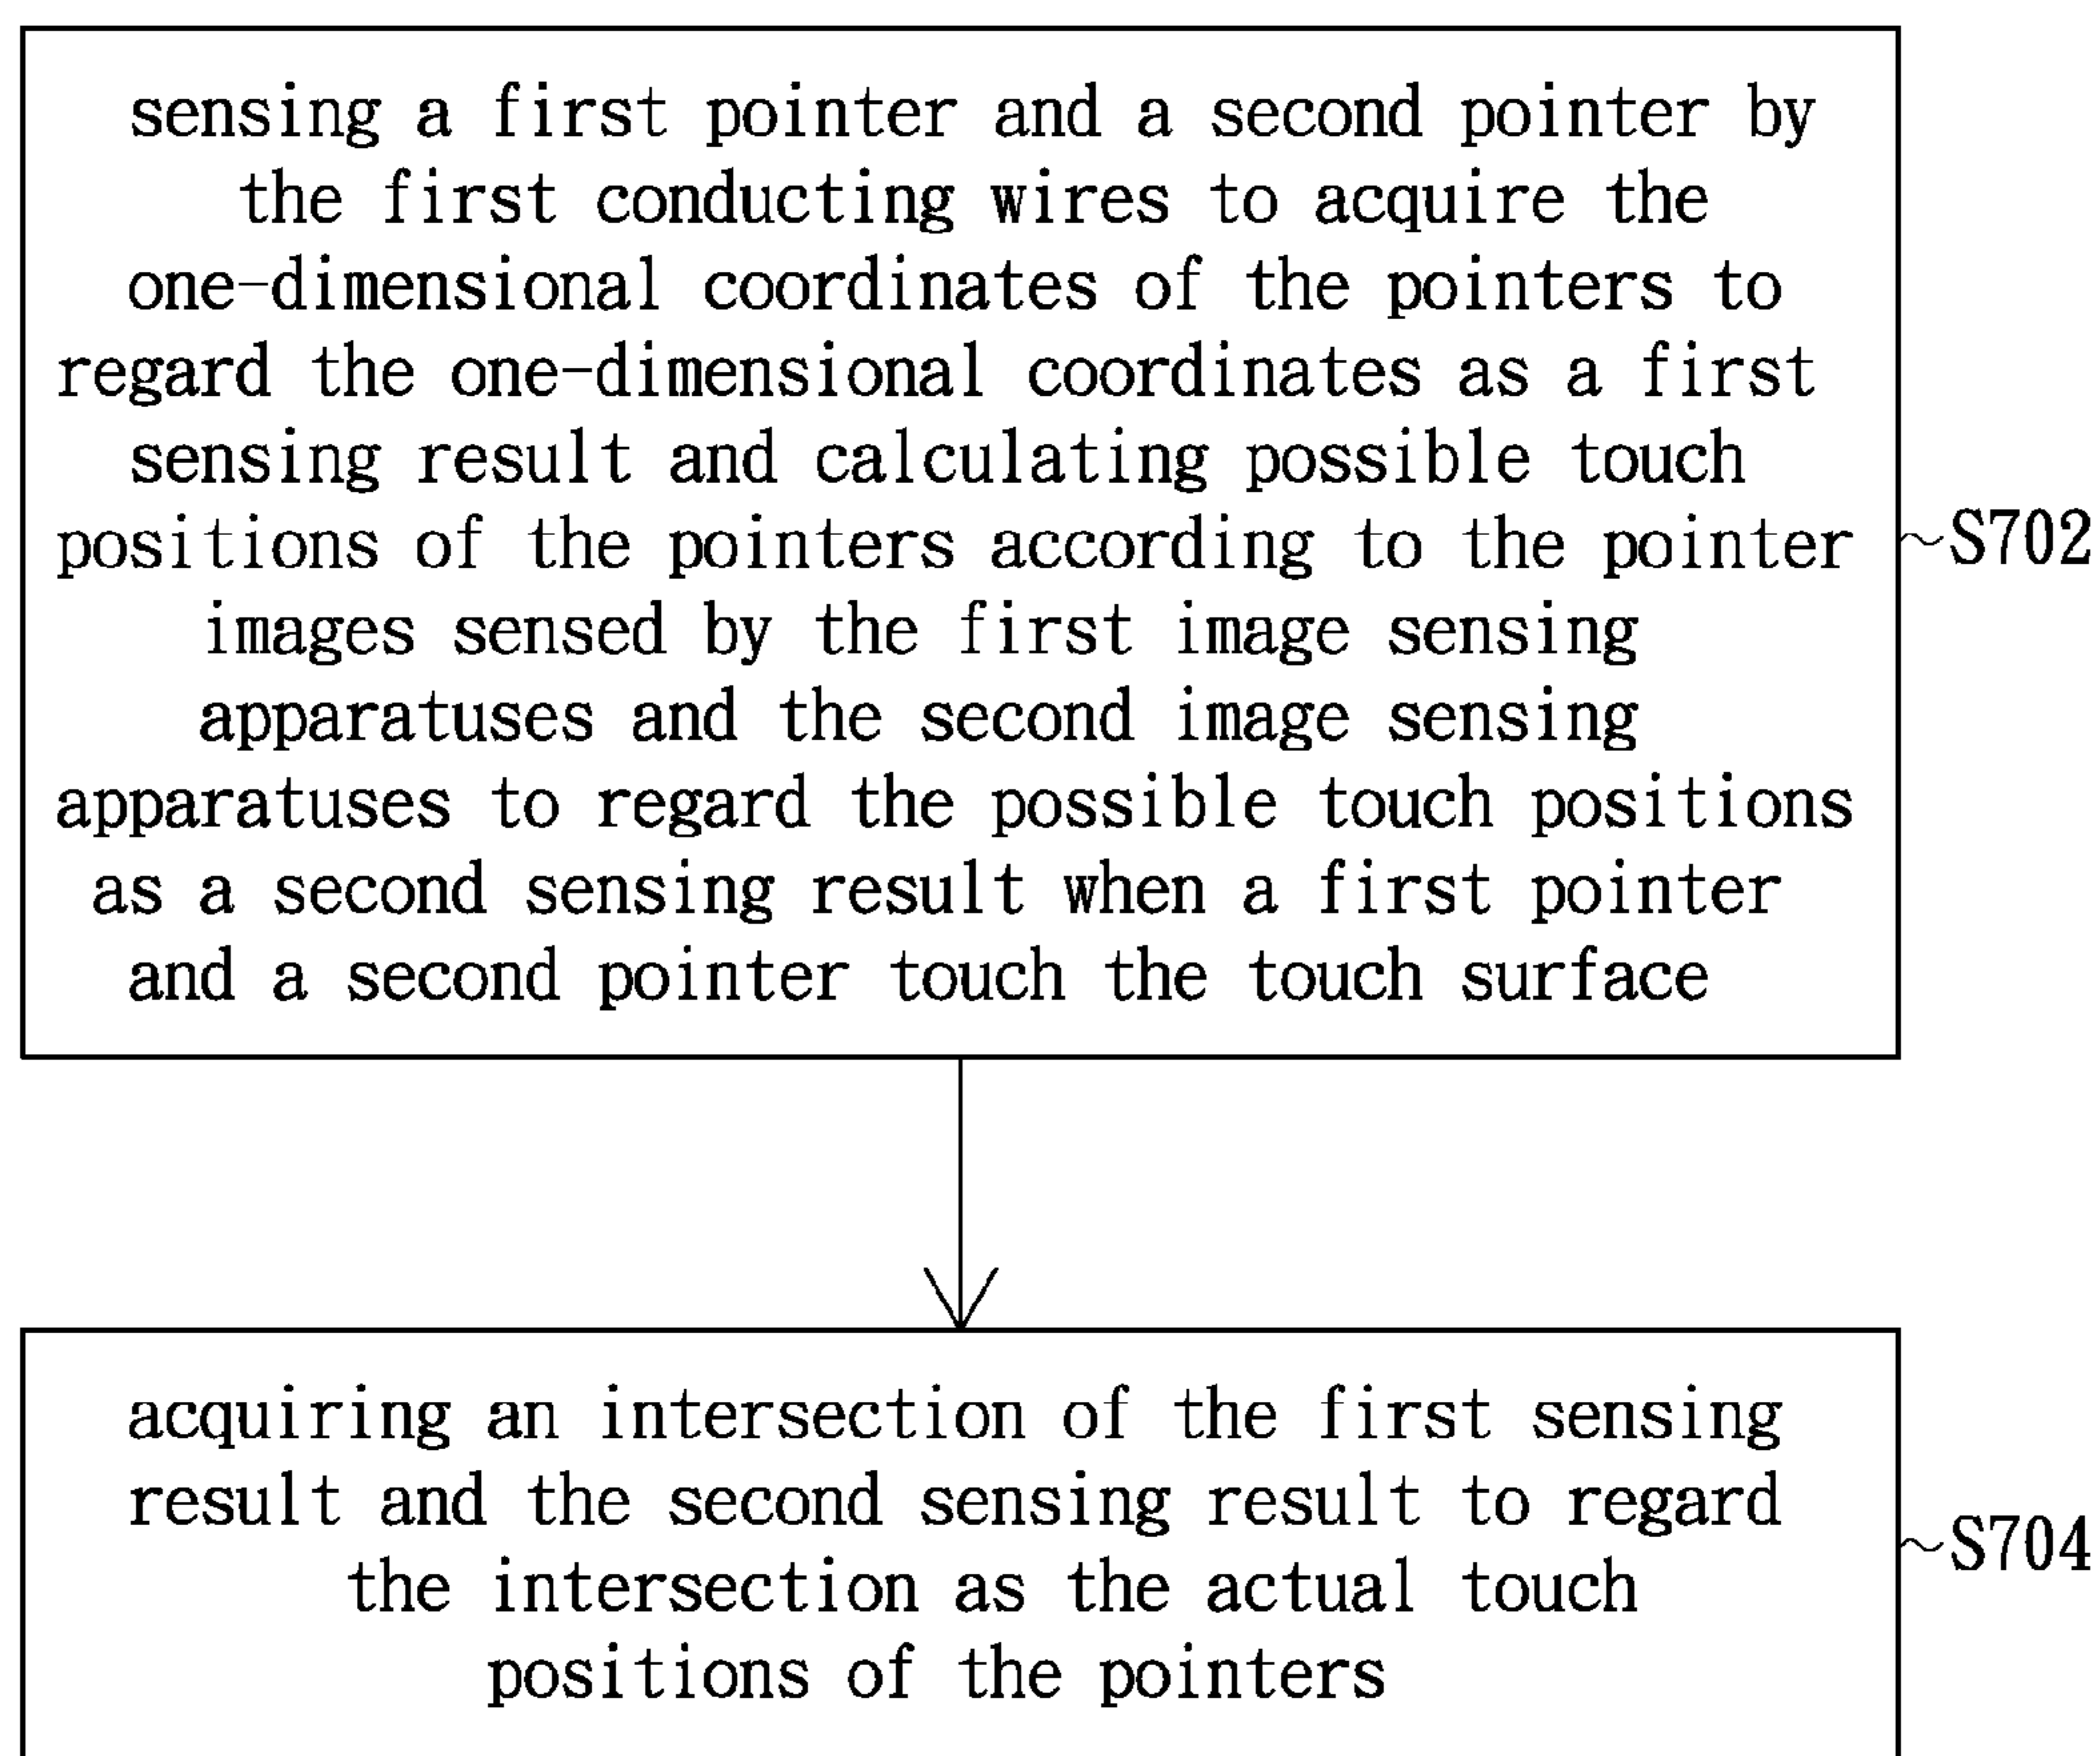 sensing a first pointer and a second pointer by
the first conducting wires to acquire the
one-dimensional coordinates of the pointers to
regard the one-dimensional coordinates as a first
sensing result and calculating possible touch
positions of the pointers according to the pointer
images sensed by the first image sensing
apparatuses and the second image sensing
apparatuses to regard the possible touch positions
as a second sensing result when a first pointer
and a second pointer touch the touch surface
~S702
acquiring an intersection of the first sensing
result and the second sensing result to regard
the intersection as the actual touch
positions of the pointers
~S704